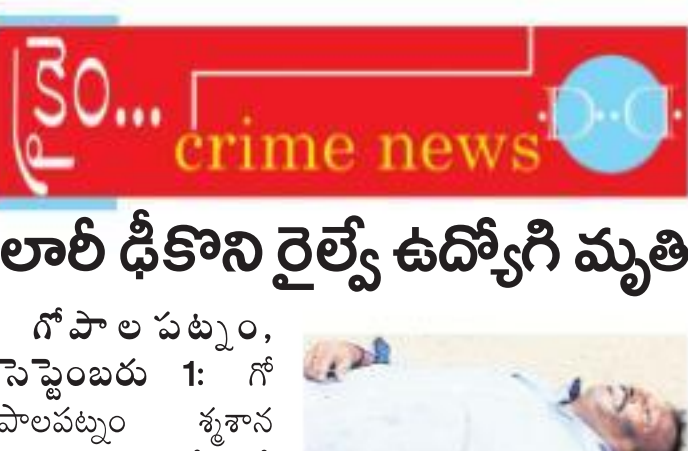 క్రైం...
crime news
లారీ ఢీకొని రైల్వే ఉద్యోగి మృతి
గోపాలపట్నం,
సెప్టెంబరు 1: గో
పాలపట్నం శ్మశాన